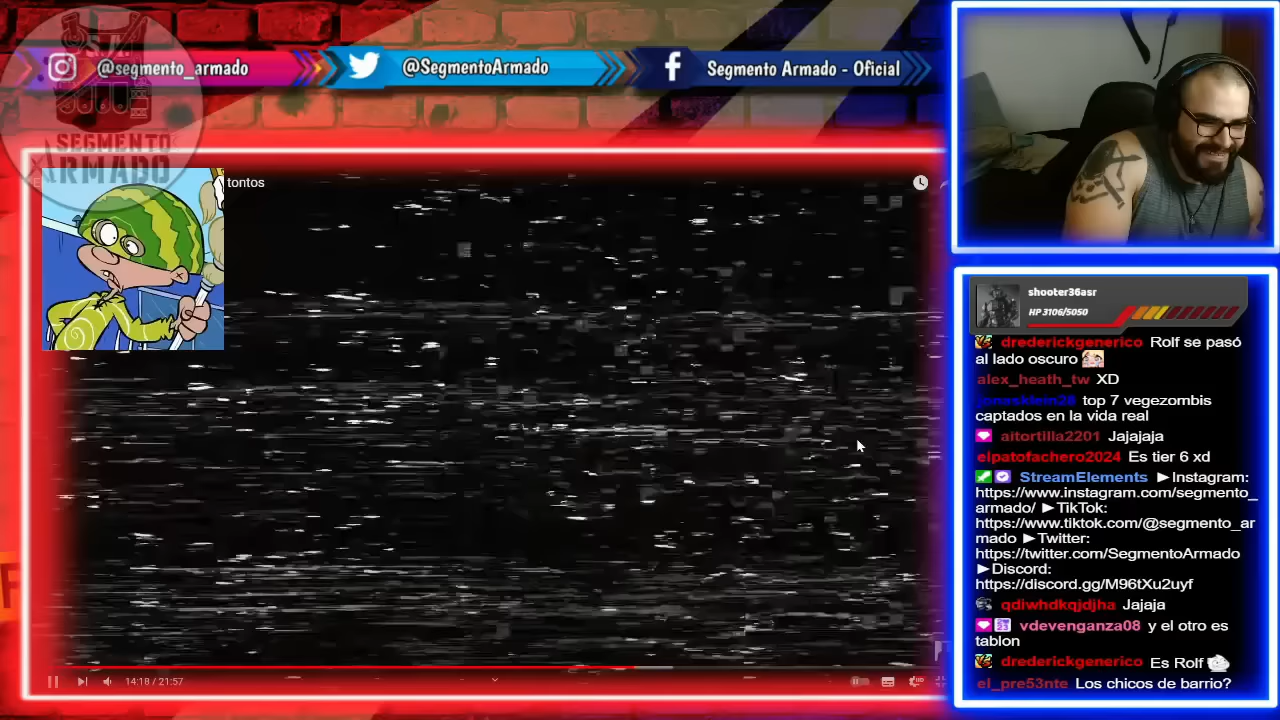 S.A.
SEGMENTO
ARMADO
@segmento_armado
@SegmentoArmado
Segmento Armado - Oficial
tontos
14:18 / 21:57
shooter36asr
HP 3106/5050
drederickgenerico Rolf se pasó
al lado oscuro
alex_heath_tw XD
top 7 vegezombis
captados en la vida real
aitortilla2201 Jajajaja
elpatofachero2024 Es tier 6 xd
StreamElements ►Instagram:
https://www.instagram.com/segmento_
armado/ ►TikTok:
https://www.tiktok.com/@segmento_ar
mado ►Twitter:
https://twitter.com/SegmentoArmado
►Discord:
https://discord.gg/M96tXu2uyf
qdiwhdkqjdjha Jajaja
vdevenganza08 y el otro es
tablon
drederickgenerico Es Rolf
el_pre53nte Los chicos de barrio?